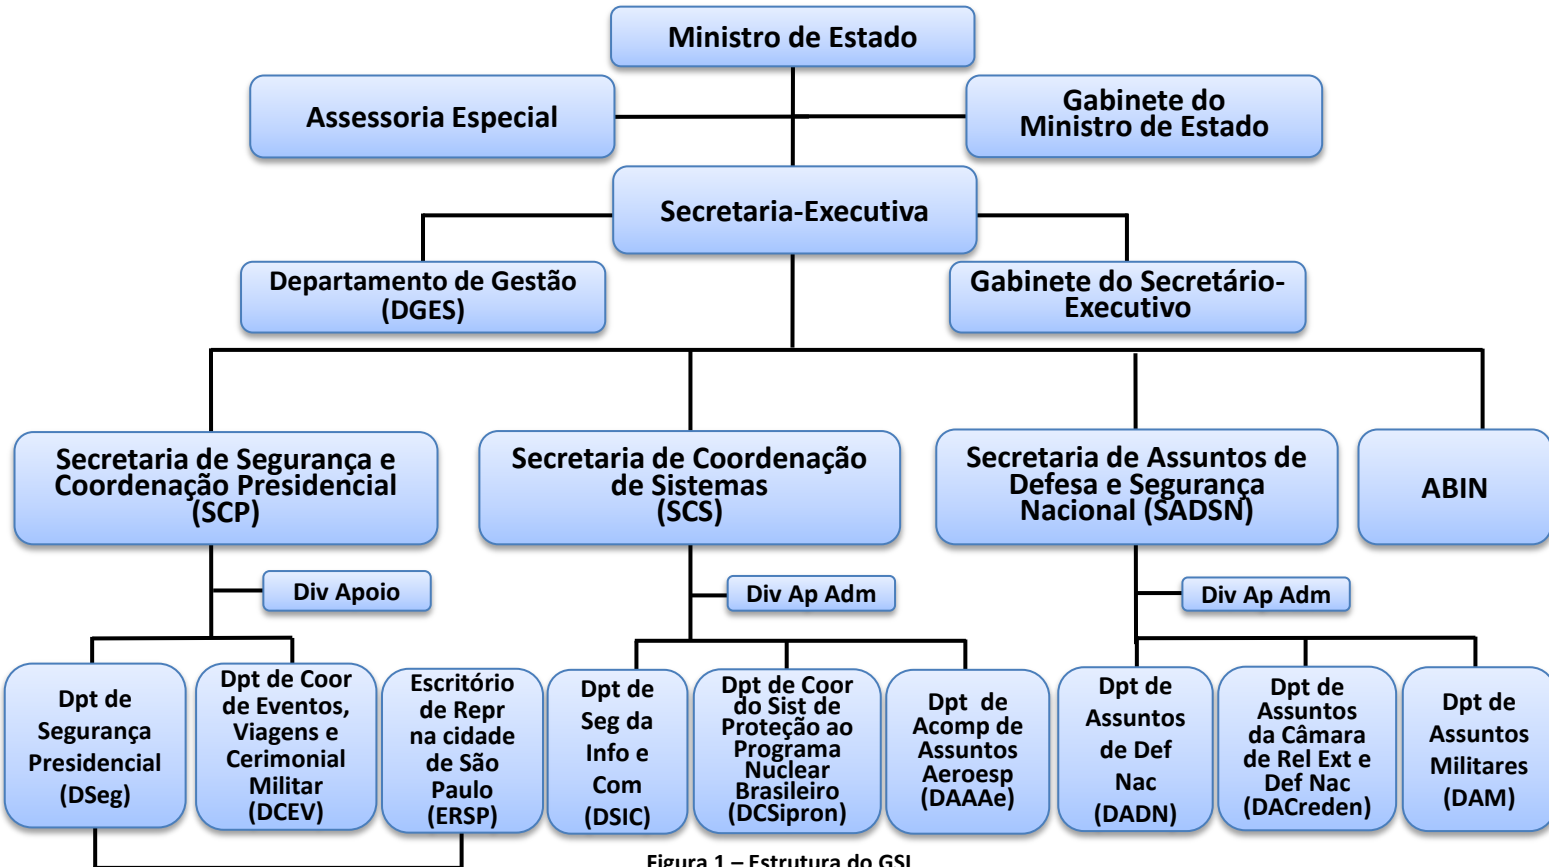 Ministro de Estado
Assessoria Especial
Gabinete do
Ministro de Estado
Secretaria-Executiva
Departamento de Gestão
(DGES)
Gabinete do Secretário-
Executivo
Secretaria de Segurança e
Coordenação Presidencial
(SCP)
Secretaria de Coordenação
de Sistemas
(SCS)
Secretaria de Assuntos de
Defesa e Segurança
Nacional (SADSN)
ABIN
Div Apoio
Div Ap Adm
Div Ap Adm
Dpt de
Segurança
Presidencial
(DSeg)
Dpt de Coor
de Eventos,
Viagens e
Cerimonial
Militar
(DCEV)
Escritório
de Repr
na cidade
de São
Paulo
(ERSP)
Dpt de
Seg da
Info e
Com
(DSIC)
Dpt de Coor
do Sist de
Proteção ao
Programa
Nuclear
Brasileiro
(DCSipron)
Dpt de
Acomp de
Assuntos
Aeroesp
(DAAAe)
Dpt de
Assuntos
de Def
Nac
(DADN)
Dpt de
Assuntos
da Câmara
de Rel Ext e
Def Nac
(DACreden)
Dpt de
Assuntos
Militares
(DAM)
Figura 1 – Estrutura do GSI